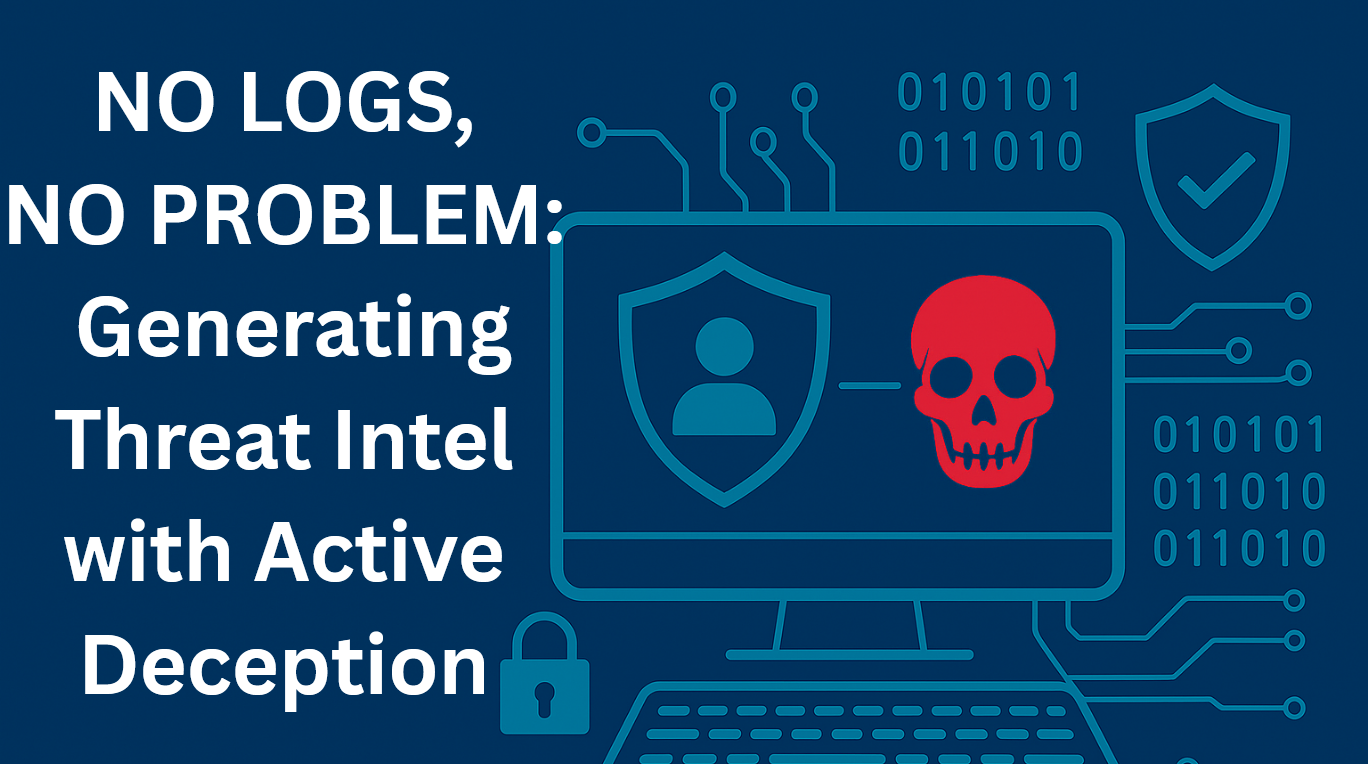 NO LOGS,
NO PROBLEM:
Generating
Threat Intel
with Active
Deception
010101
011010
010101
011010
011010